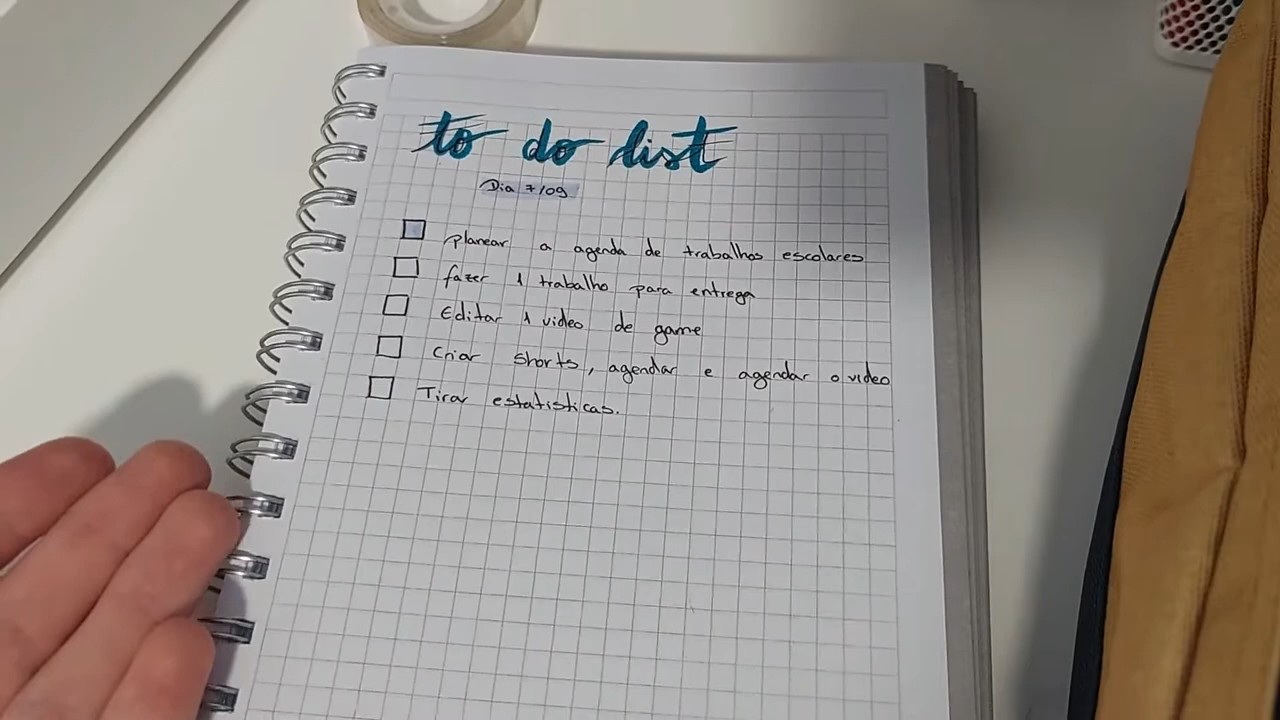 to do list
Dia 7/09
planear a agenda de trabalhos escolares
fazer 1 trabalho para entrega
Editar 1 video de game
Criar shorts, agendar e agendar o video
Tirar estatisticas.